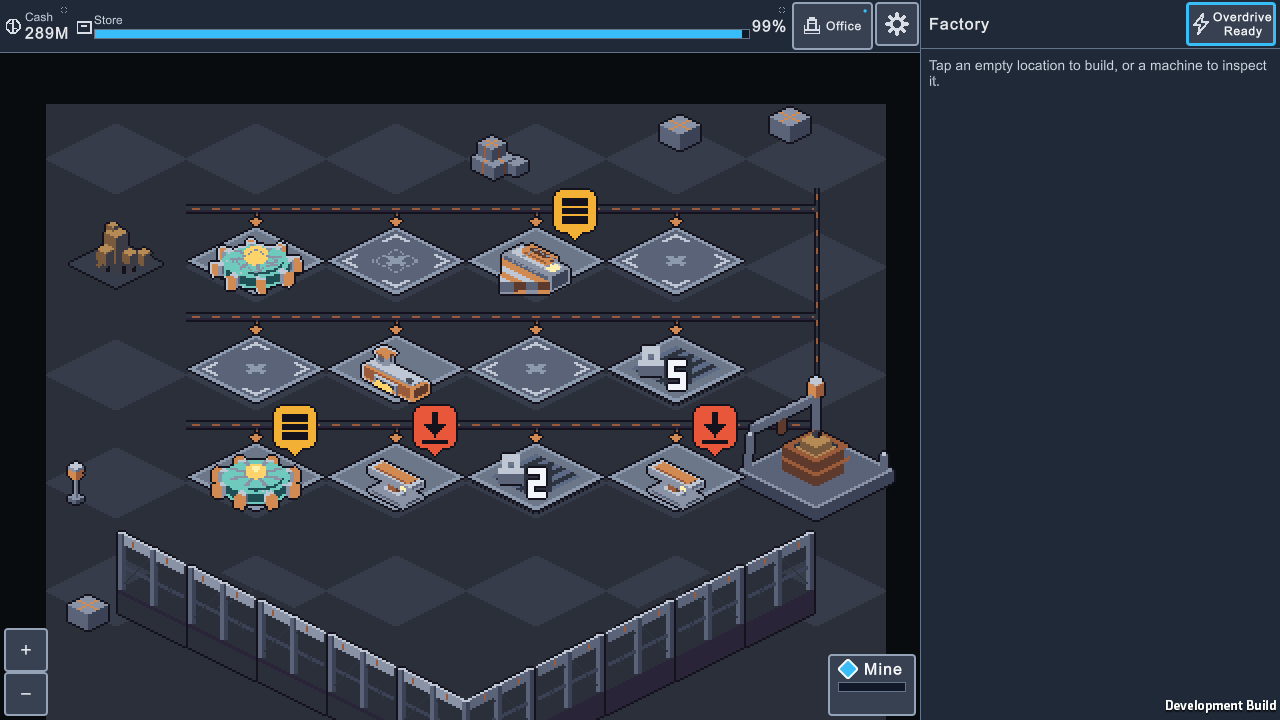 Cash
289M
Store
99%
Office
Factory
Overdrive
Ready
Tap an empty location to build, or a machine to inspect
it.
5
2
+
−
Mine
Development Build